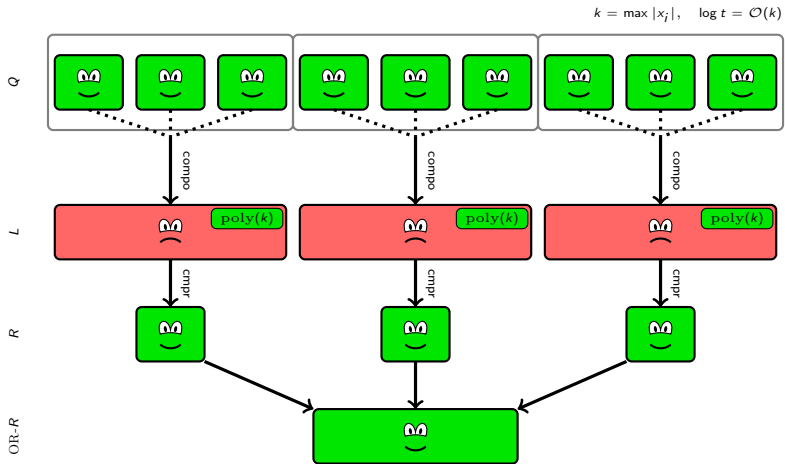 k = max |x_i|, log t = 𝒪(k)
Q
compo compo compo
L
poly(k) poly(k) poly(k)
cmpr cmpr cmpr
R
OR-R